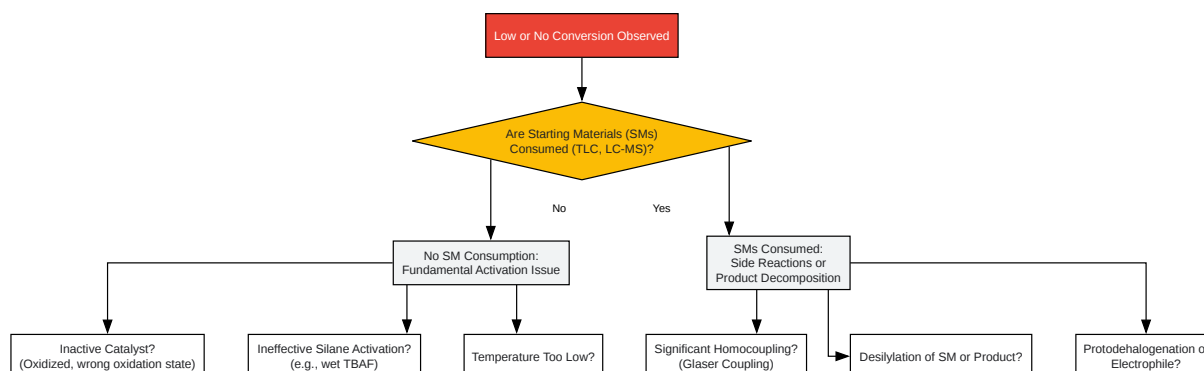 Low or No Conversion Observed
Are Starting Materials (SMs)
Consumed (TLC, LC-MS)?
No
Yes
No SM Consumption:
Fundamental Activation Issue
SMs Consumed:
Side Reactions or
Product Decomposition
Inactive Catalyst?
(Oxidized, wrong oxidation state)
Ineffective Silane Activation?
(e.g., wet TBAF)
Temperature Too Low?
Significant Homocoupling?
(Glaser Coupling)
Desilylation of SM or Product?
Protodehalogenation of
Electrophile?